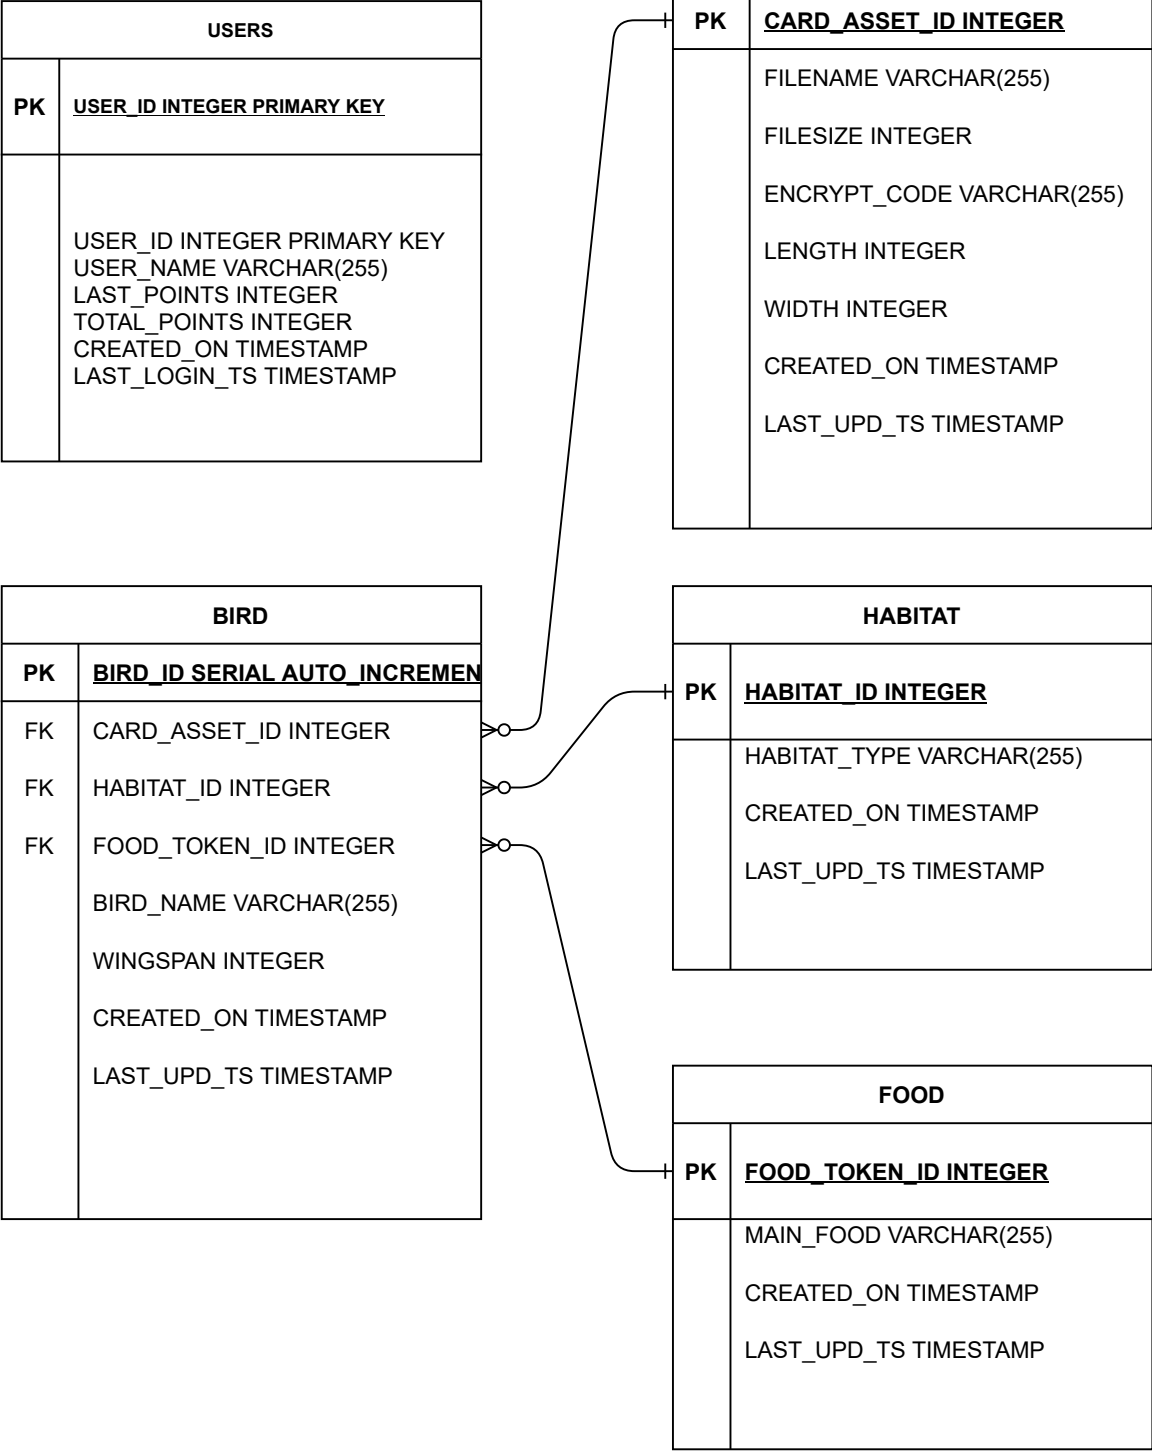 USERS
PK USER_ID INTEGER PRIMARY KEY
USER_ID INTEGER PRIMARY KEY
USER_NAME VARCHAR(255)
LAST_POINTS INTEGER
TOTAL_POINTS INTEGER
CREATED_ON TIMESTAMP
LAST_LOGIN_TS TIMESTAMP
PK CARD_ASSET_ID INTEGER
FILENAME VARCHAR(255)
FILESIZE INTEGER
ENCRYPT_CODE VARCHAR(255)
LENGTH INTEGER
WIDTH INTEGER
CREATED_ON TIMESTAMP
LAST_UPD_TS TIMESTAMP
BIRD
PK BIRD_ID SERIAL AUTO_INCREMEN
FK CARD_ASSET_ID INTEGER
FK HABITAT_ID INTEGER
FK FOOD_TOKEN_ID INTEGER
BIRD_NAME VARCHAR(255)
WINGSPAN INTEGER
CREATED_ON TIMESTAMP
LAST_UPD_TS TIMESTAMP
HABITAT
PK HABITAT_ID INTEGER
HABITAT_TYPE VARCHAR(255)
CREATED_ON TIMESTAMP
LAST_UPD_TS TIMESTAMP
FOOD
PK FOOD_TOKEN_ID INTEGER
MAIN_FOOD VARCHAR(255)
CREATED_ON TIMESTAMP
LAST_UPD_TS TIMESTAMP